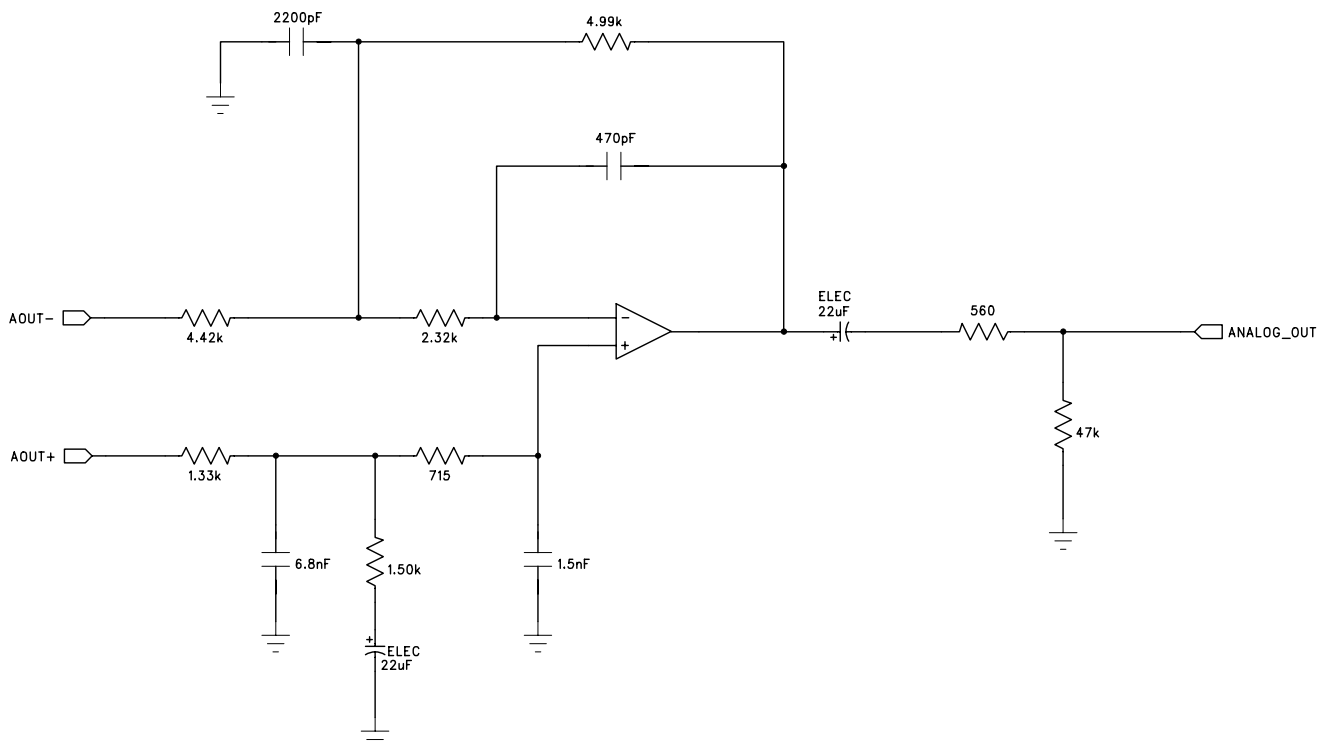 2200pF
4.99k
470pF
ELEC
22uF
+
560
AOUT-
4.42k
2.32k
-
+
ANALOG_OUT
47k
AOUT+
1.33k
715
6.8nF
1.50k
1.5nF
+
ELEC
22uF